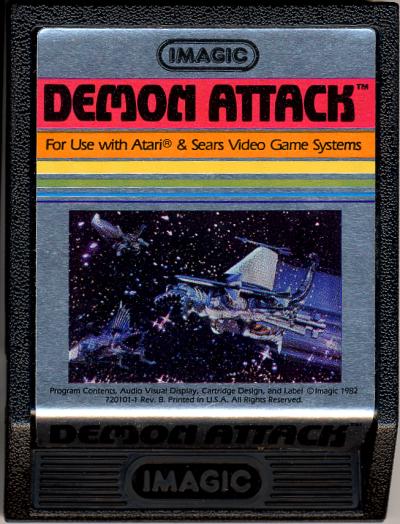 IMAGIC
DEMON ATTACK™
For Use with Atari® & Sears Video Game Systems
Program Contents, Audio Visual Display, Cartridge Design, and Label © Imagic 1982
720101-1 Rev. B. Printed in U.S.A. All Rights Reserved.
DEMON ATTACK
IMAGIC